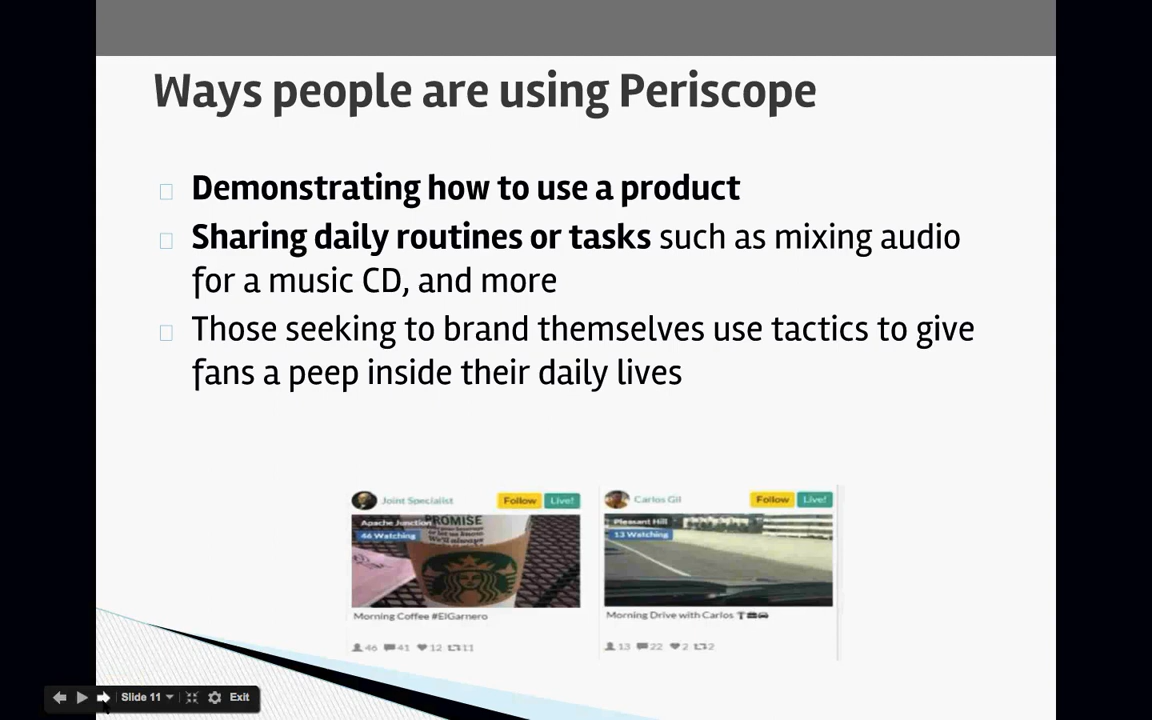 Ways people are using Periscope
Demonstrating how to use a product
Sharing daily routines or tasks such as mixing audio
for a music CD, and more
Those seeking to brand themselves use tactics to give
fans a peep inside their daily lives
Joint Specialist Follow Live!
Apache Junction
PROMISE
46 Watching
We'll always
Morning Coffee #ElGarnero
46 41 12 11
Carlos Gil Follow Live!
Pleasant Hill
13 Watching
Morning Drive with Carlos
13 22 2 2
Slide 11 Exit